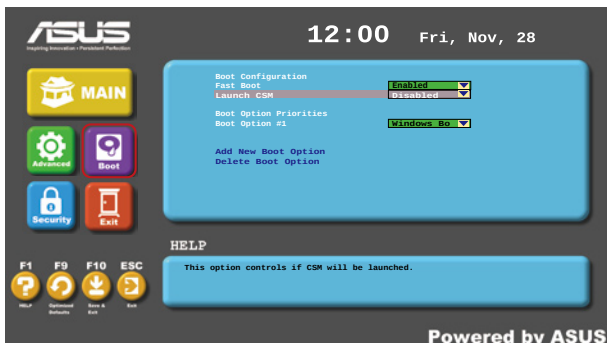 ASUS
Inspiring Innovation • Persistent Perfection
12:00 Fri, Nov, 28
MAIN
Advanced
Boot
Security
Exit
Boot Configuration
Fast Boot Enabled
Launch CSM Disabled
Boot Option Priorities
Boot Option #1 Windows Bo
Add New Boot Option
Delete Boot Option
HELP
This option controls if CSM will be launched.
F1 F9 F10 ESC
HELP
Optimized Defaults
Save & Exit
Exit
Powered by ASUS